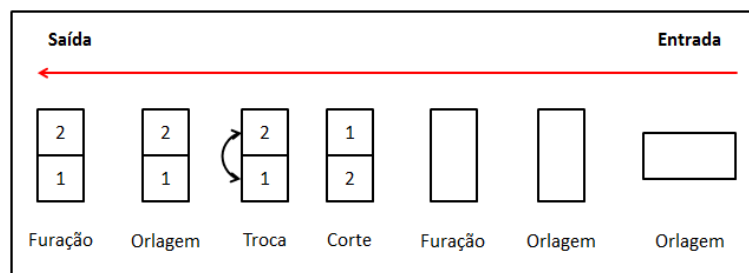 Saída Entrada
2 2 2 1
1 1 1 2
Furação Orlagem Troca Corte Furação Orlagem Orlagem